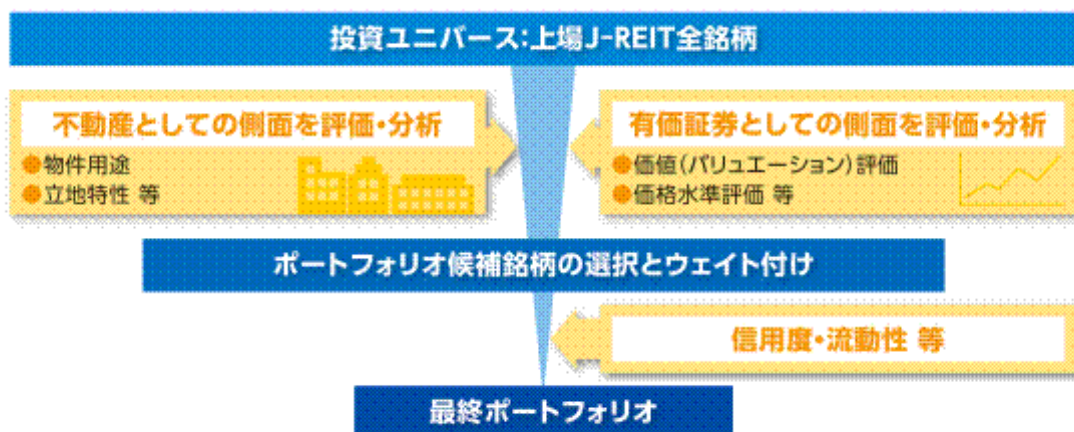 投資ユニバース:上場J-REIT全銘柄
不動産としての側面を評価・分析
●物件用途
●立地特性 等
有価証券としての側面を評価・分析
●価値(バリュエーション)評価
●価格水準評価 等
ポートフォリオ候補銘柄の選択とウェイト付け
信用度・流動性 等
最終ポートフォリオ